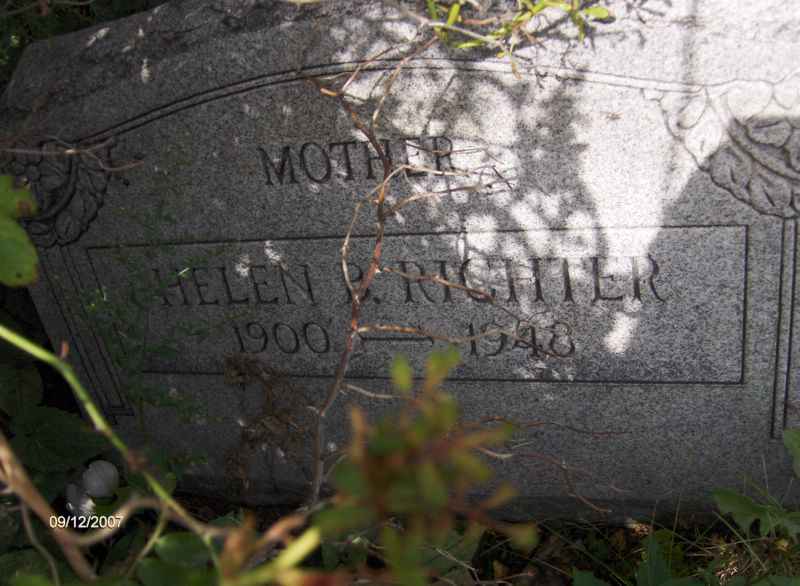 MOTHER
HELEN B. RICHTER
1900 — 1948
09/12/2007